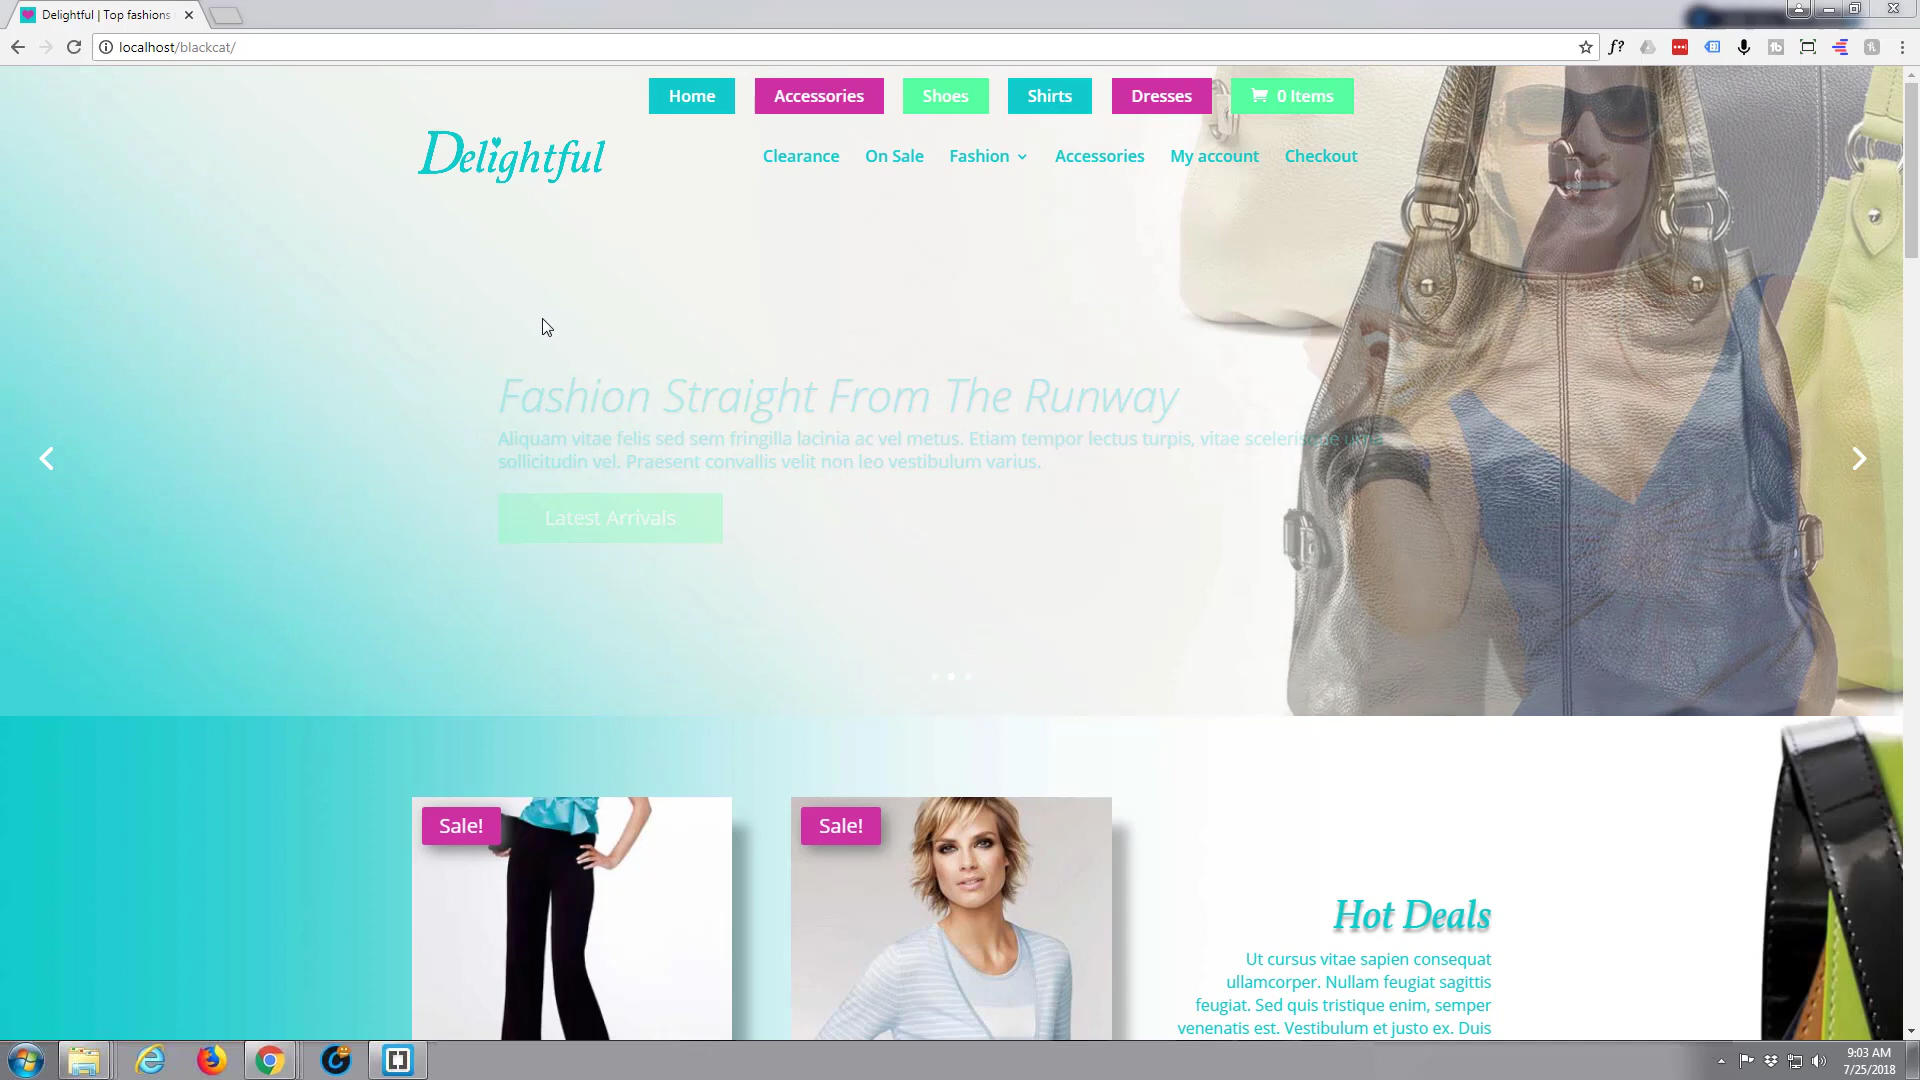 Delightful | Top fashions
localhost/blackcat/
f?
Home
Accessories
Shoes
Shirts
Dresses
0 Items
Delightful
Clearance
On Sale
Fashion
Accessories
My account
Checkout
Fashion Straight From The Runway
Aliquam vitae felis sed sem fringilla lacinia ac vel metus. Etiam tempor lectus turpis, vitae scelerisque urna
sollicitudin vel. Praesent convallis velit non leo vestibulum varius.
Latest Arrivals
Sale!
Sale!
Hot Deals
Ut cursus vitae sapien consequat
ullamcorper. Nullam feugiat sagittis
feugiat. Sed quis tristique enim, semper
venenatis est. Vestibulum et justo ex. Duis
9:03 AM
7/25/2018